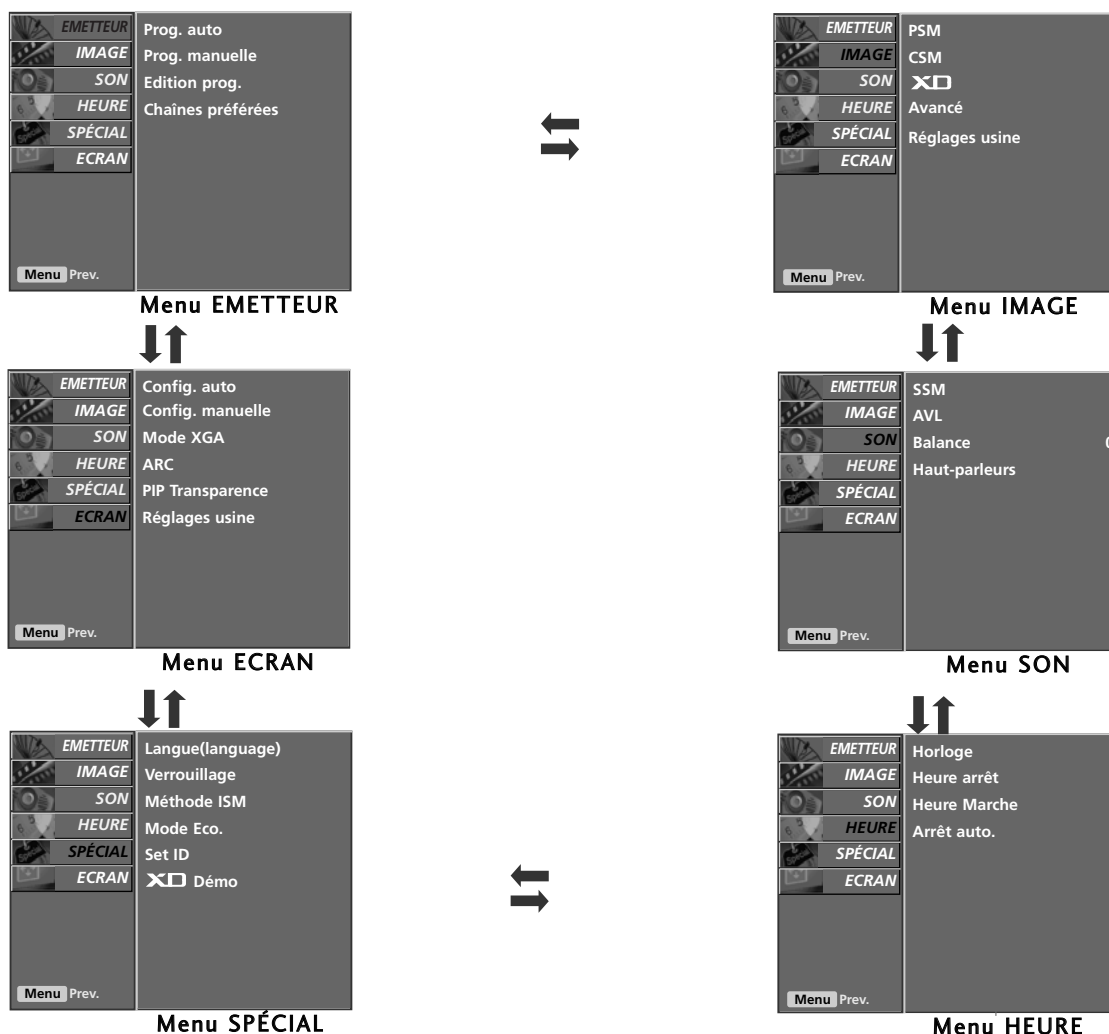 EMETTEUR
IMAGE
SON
HEURE
SPÉCIAL
ECRAN
Prog. auto
Prog. manuelle
Edition prog.
Chaînes préférées
Menu Prev.
Menu EMETTEUR
EMETTEUR
IMAGE
SON
HEURE
SPÉCIAL
ECRAN
PSM
CSM
XD
Avancé
Réglages usine
Menu Prev.
Menu IMAGE
EMETTEUR
IMAGE
SON
HEURE
SPÉCIAL
ECRAN
Config. auto
Config. manuelle
Mode XGA
ARC
PIP Transparence
Réglages usine
Menu Prev.
Menu ECRAN
EMETTEUR
IMAGE
SON
HEURE
SPÉCIAL
ECRAN
SSM
AVL
Balance
Haut-parleurs
Menu Prev.
Menu SON
EMETTEUR
IMAGE
SON
HEURE
SPÉCIAL
ECRAN
Langue(language)
Verrouillage
Méthode ISM
Mode Eco.
Set ID
XD Démo
Menu Prev.
Menu SPÉCIAL
EMETTEUR
IMAGE
SON
HEURE
SPÉCIAL
ECRAN
Horloge
Heure arrêt
Heure Marche
Arrêt auto.
Menu Prev.
Menu HEURE